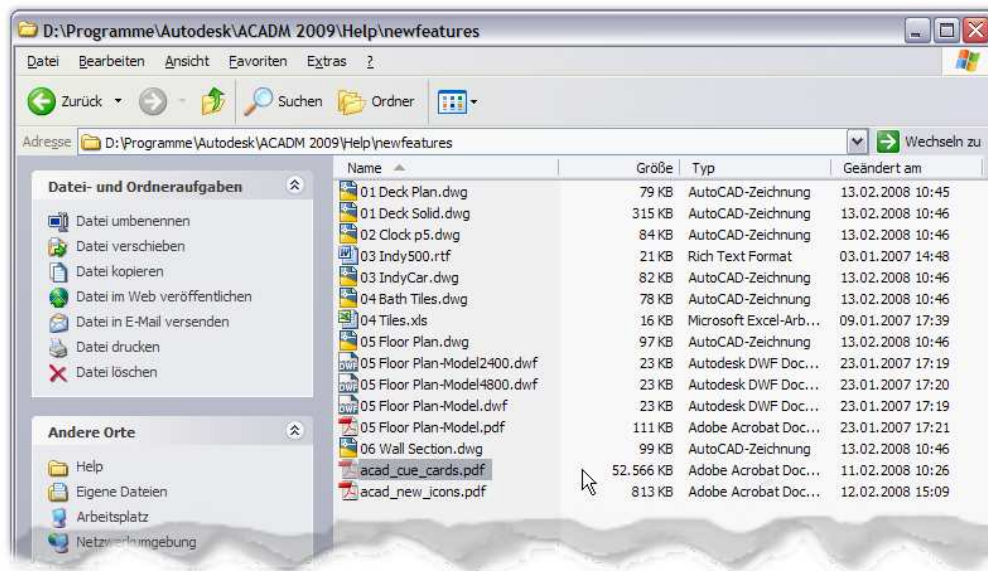 D:\Programme\Autodesk\ACADM 2009\Help\newfeatures
Datei Bearbeiten Ansicht Favoriten Extras ?
Zurück Suchen Ordner
Adresse D:\Programme\Autodesk\ACADM 2009\Help\newfeatures Wechseln zu
Datei- und Ordneraufgaben
Datei umbenennen
Datei verschieben
Datei kopieren
Datei im Web veröffentlichen
Datei in E-Mail versenden
Datei drucken
Datei löschen
Andere Orte
Help
Eigene Dateien
Arbeitsplatz
Netzwerkumgebung
Name Größe Typ Geändert am
01 Deck Plan.dwg 79 KB AutoCAD-Zeichnung 13.02.2008 10:45
01 Deck Solid.dwg 315 KB AutoCAD-Zeichnung 13.02.2008 10:46
02 Clock p5.dwg 84 KB AutoCAD-Zeichnung 13.02.2008 10:46
03 Indy500.rtf 21 KB Rich Text Format 03.01.2007 14:48
03 IndyCar.dwg 82 KB AutoCAD-Zeichnung 13.02.2008 10:46
04 Bath Tiles.dwg 78 KB AutoCAD-Zeichnung 13.02.2008 10:46
04 Tiles.xls 16 KB Microsoft Excel-Arb... 09.01.2007 17:39
05 Floor Plan.dwg 97 KB AutoCAD-Zeichnung 13.02.2008 10:46
05 Floor Plan-Model2400.dwf 23 KB Autodesk DWF Doc... 23.01.2007 17:19
05 Floor Plan-Model4800.dwf 23 KB Autodesk DWF Doc... 23.01.2007 17:20
05 Floor Plan-Model.dwf 23 KB Autodesk DWF Doc... 23.01.2007 17:19
05 Floor Plan-Model.pdf 111 KB Adobe Acrobat Doc... 23.01.2007 17:21
06 Wall Section.dwg 99 KB AutoCAD-Zeichnung 13.02.2008 10:46
acad_cue_cards.pdf 52.566 KB Adobe Acrobat Doc... 11.02.2008 10:26
acad_new_icons.pdf 813 KB Adobe Acrobat Doc... 12.02.2008 15:09